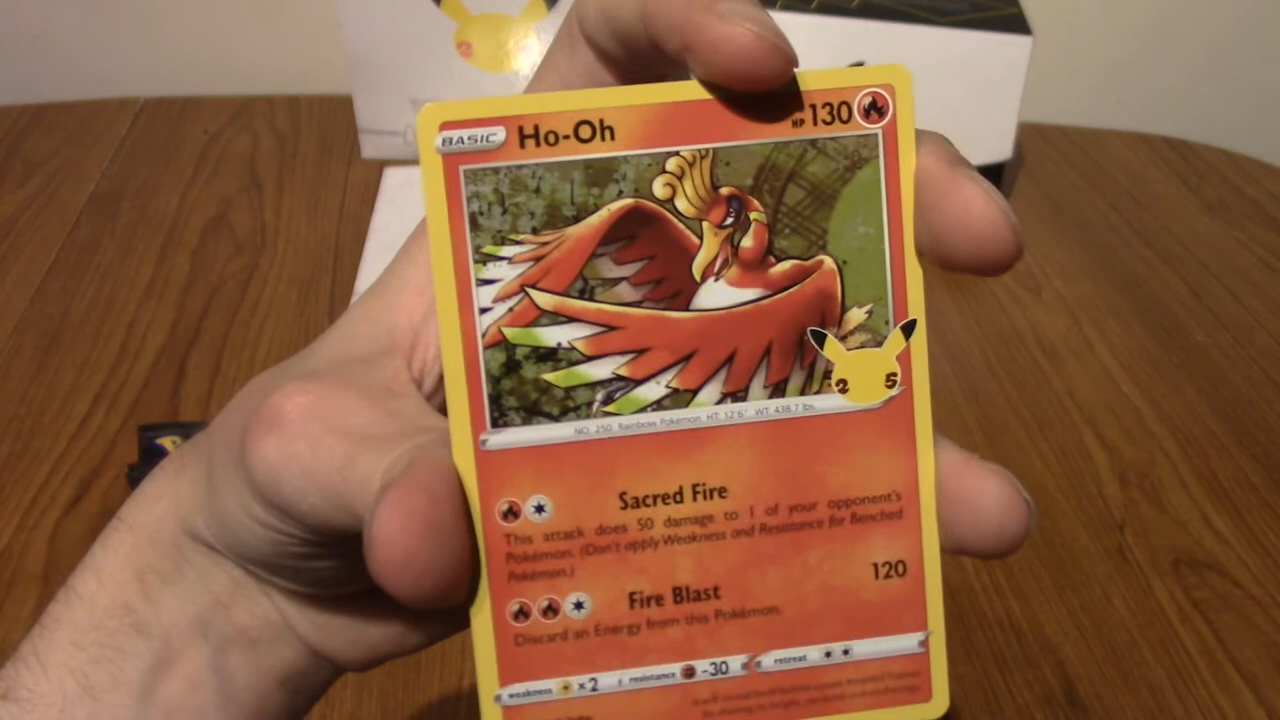 BASIC Ho-Oh HP 130
25
NO. 250 Rainbow Pokémon HT: 12'6" WT: 438.7 lbs.
Sacred Fire
This attack does 50 damage to 1 of your opponent's
Pokémon. (Don't apply Weakness and Resistance for Benched
Pokémon.)
Fire Blast 120
Discard an Energy from this Pokémon.
weakness ×2 resistance -30 retreat